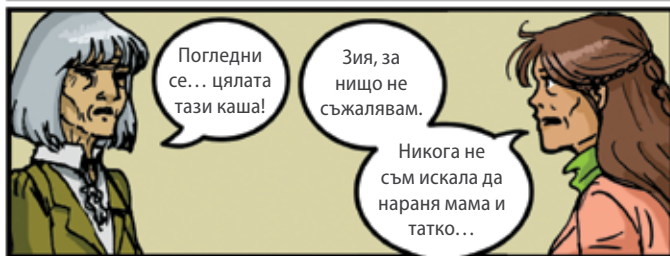 Погледни
се... цялата
тази каша!
Зия, за
нищо не
съжалявам.
Никога не
съм искала да
нараня мама и
татко...